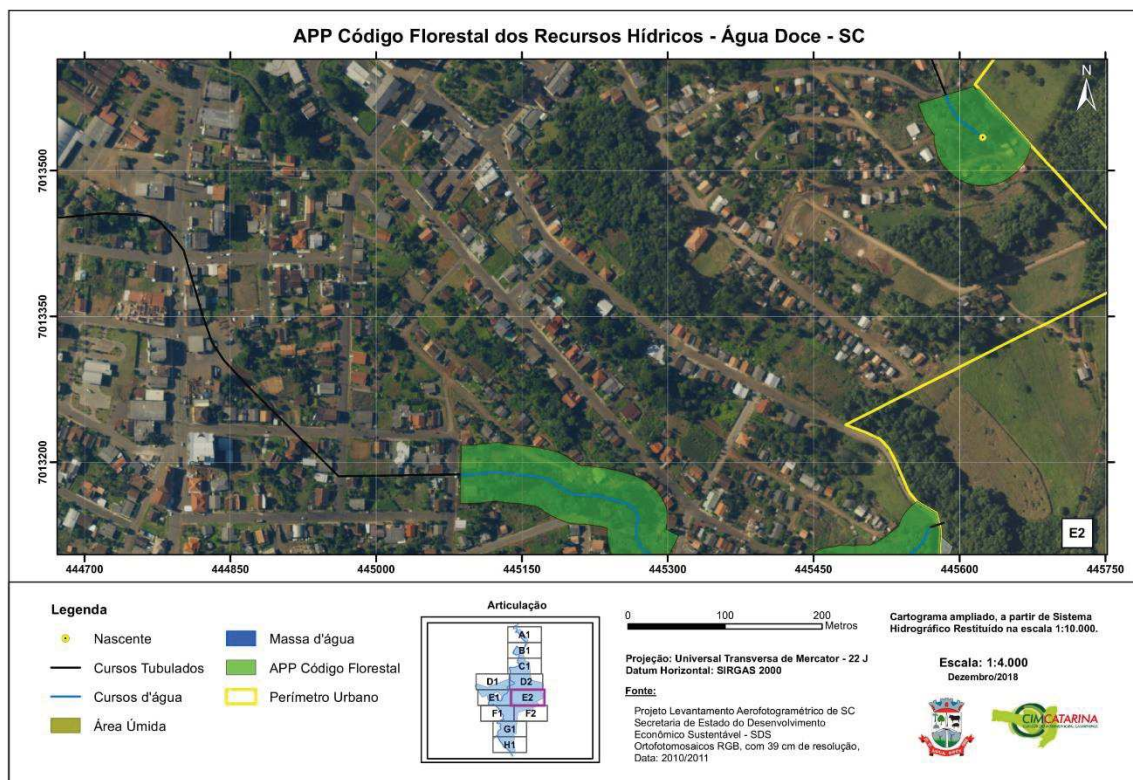 APP Código Florestal dos Recursos Hídricos - Água Doce - SC
N
7013500
7013350
7013200
E2
444700
444850
445000
445150
445300
445450
445600
445750
Legenda
Nascente
Cursos Tubulados
Cursos d'água
Área Úmida
Massa d'água
APP Código Florestal
Perímetro Urbano
Articulação
A1
B1
C1
D1
D2
E1
E2
F1
F2
G1
H1
0 100 200
Metros
Projeção: Universal Transversa de Mercator - 22 J
Datum Horizontal: SIRGAS 2000
Fonte:
Projeto Levantamento Aerofotogramétrico de SC
Secretaria de Estado do Desenvolvimento
Econômico Sustentável - SDS
Ortofotomosaicos RGB, com 39 cm de resolução,
Data: 2010/2011
Cartograma ampliado, a partir de Sistema
Hidrográfico Restituído na escala 1:10.000.
Escala: 1:4.000
Dezembro/2018
CIMCATARINA